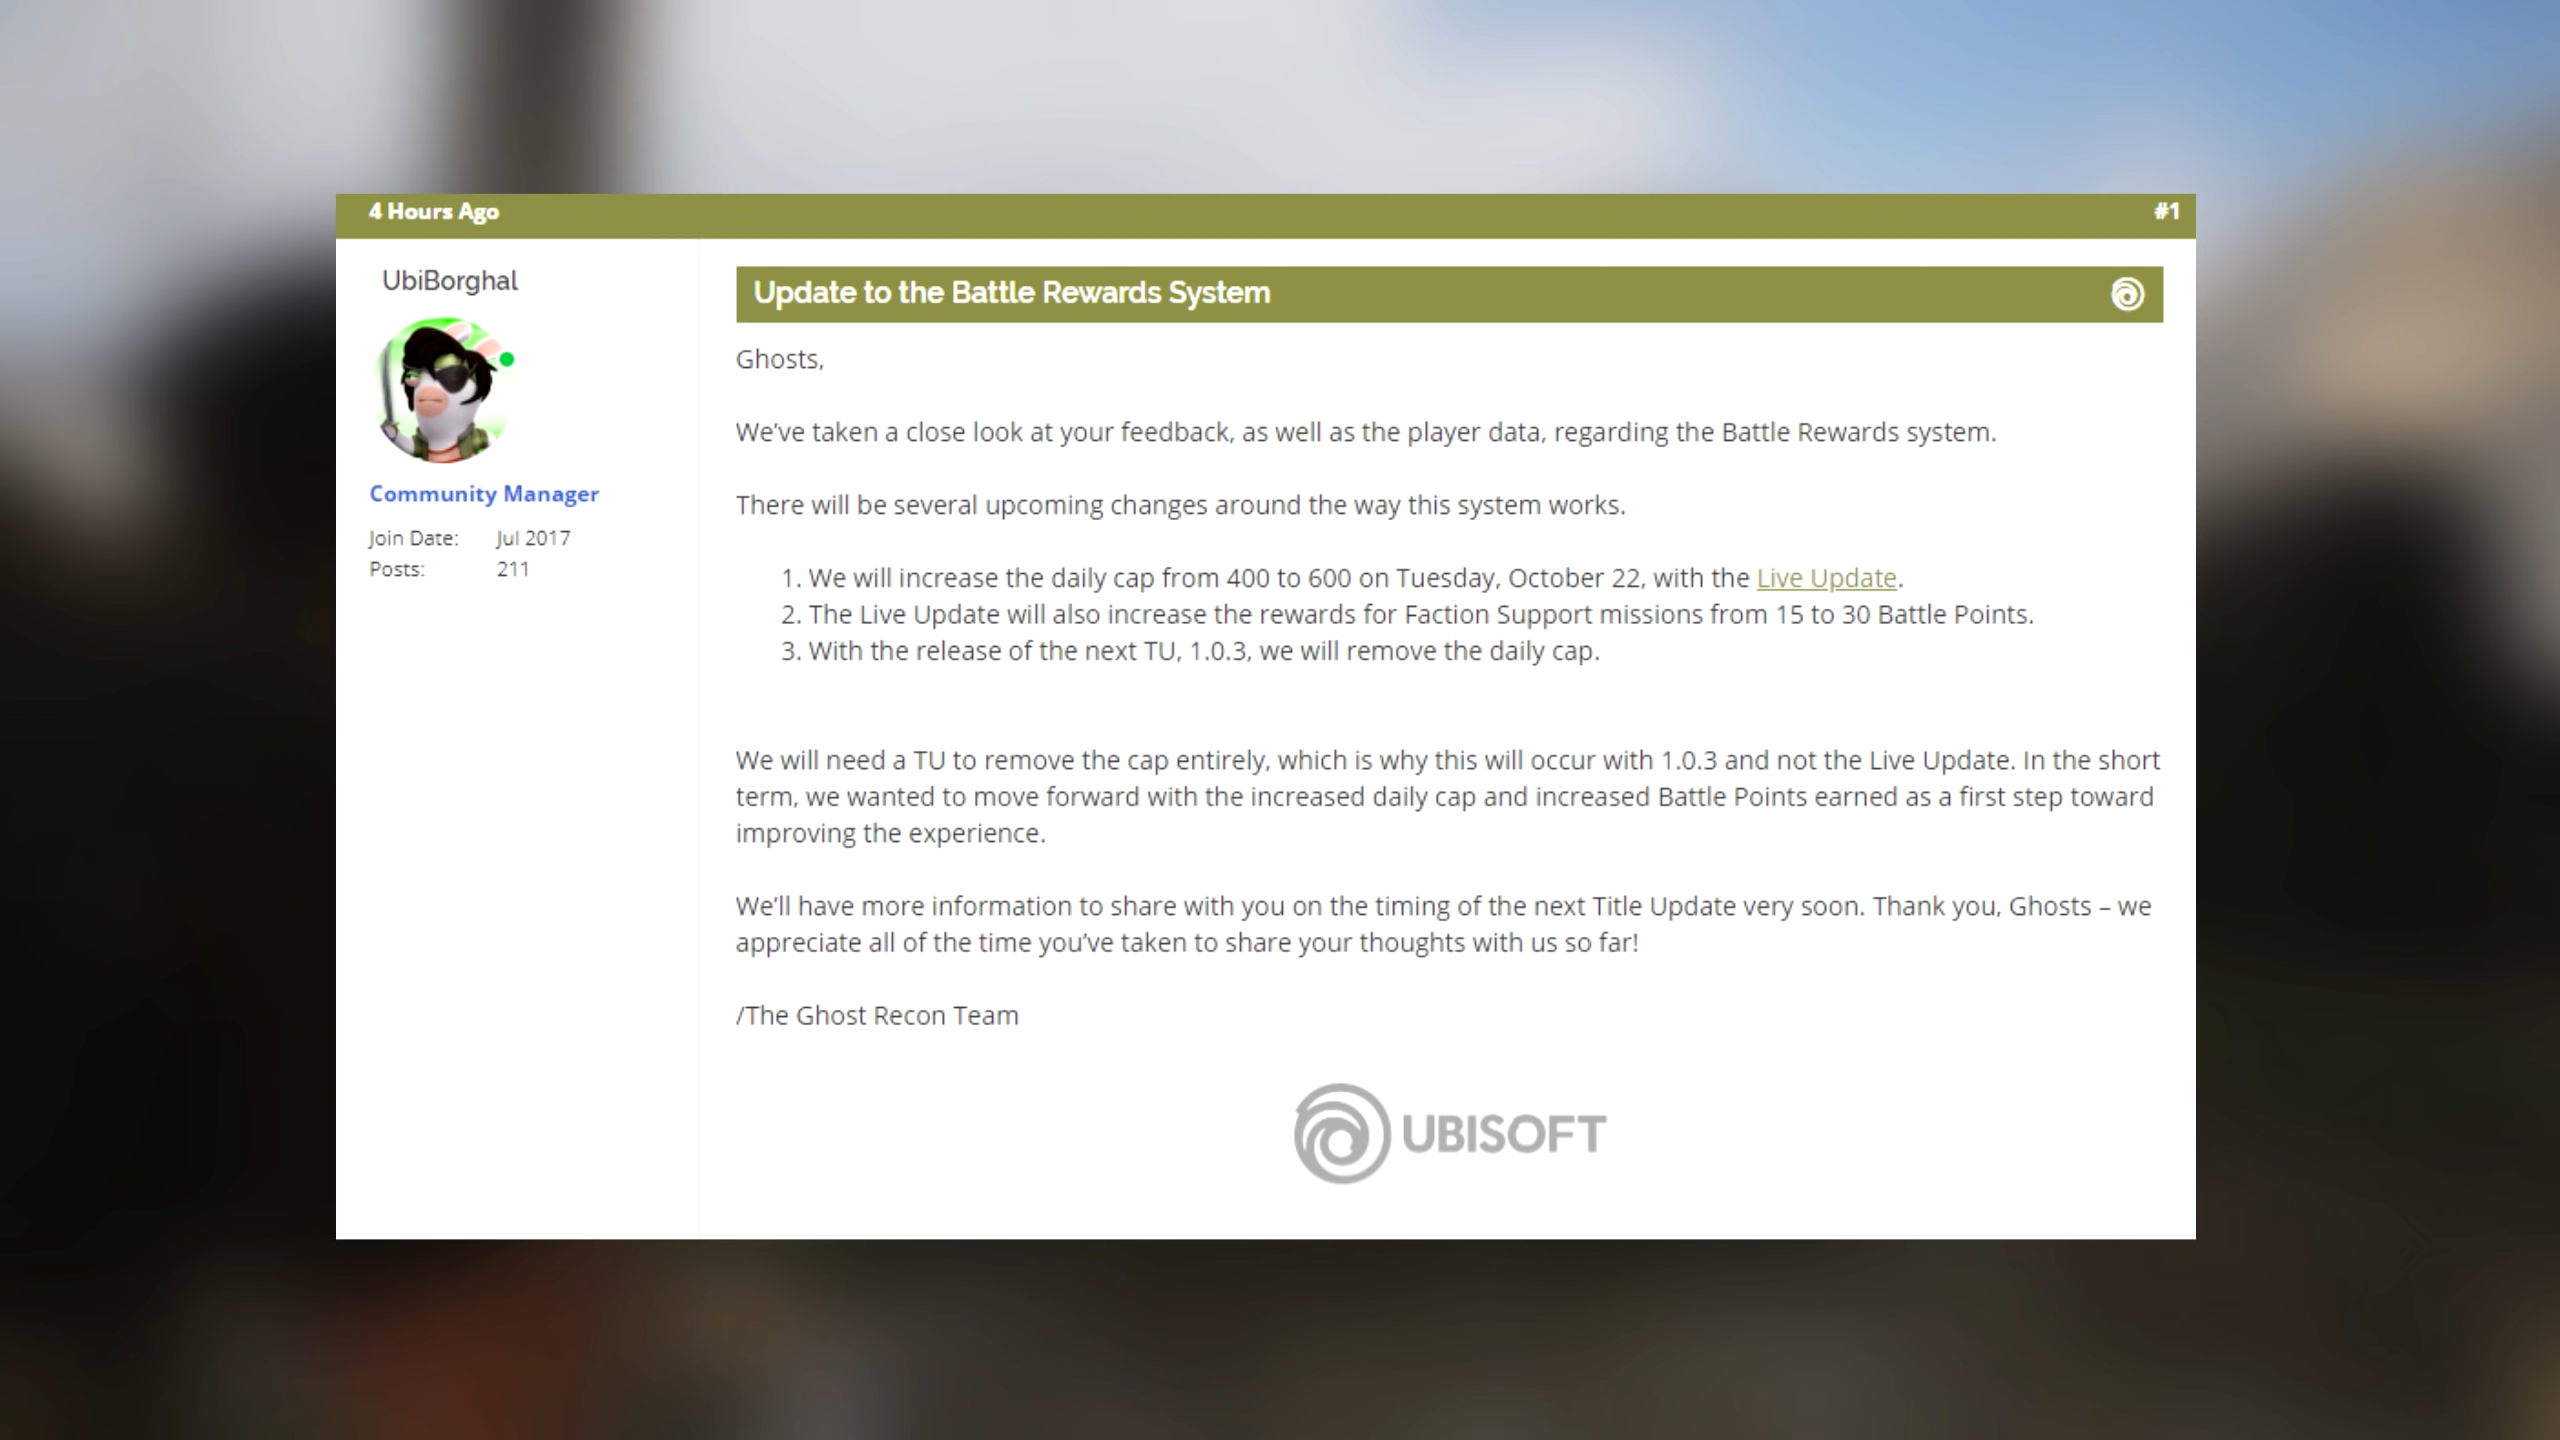 4 Hours Ago #1
UbiBorghal
Community Manager
Join Date: Jul 2017
Posts: 211
Update to the Battle Rewards System
Ghosts,
We've taken a close look at your feedback, as well as the player data, regarding the Battle Rewards system.
There will be several upcoming changes around the way this system works.
1. We will increase the daily cap from 400 to 600 on Tuesday, October 22, with the Live Update.
2. The Live Update will also increase the rewards for Faction Support missions from 15 to 30 Battle Points.
3. With the release of the next TU, 1.0.3, we will remove the daily cap.
We will need a TU to remove the cap entirely, which is why this will occur with 1.0.3 and not the Live Update. In the short
term, we wanted to move forward with the increased daily cap and increased Battle Points earned as a first step toward
improving the experience.
We'll have more information to share with you on the timing of the next Title Update very soon. Thank you, Ghosts – we
appreciate all of the time you've taken to share your thoughts with us so far!
/The Ghost Recon Team
UBISOFT